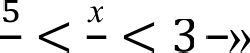 5 < x < 3 –»